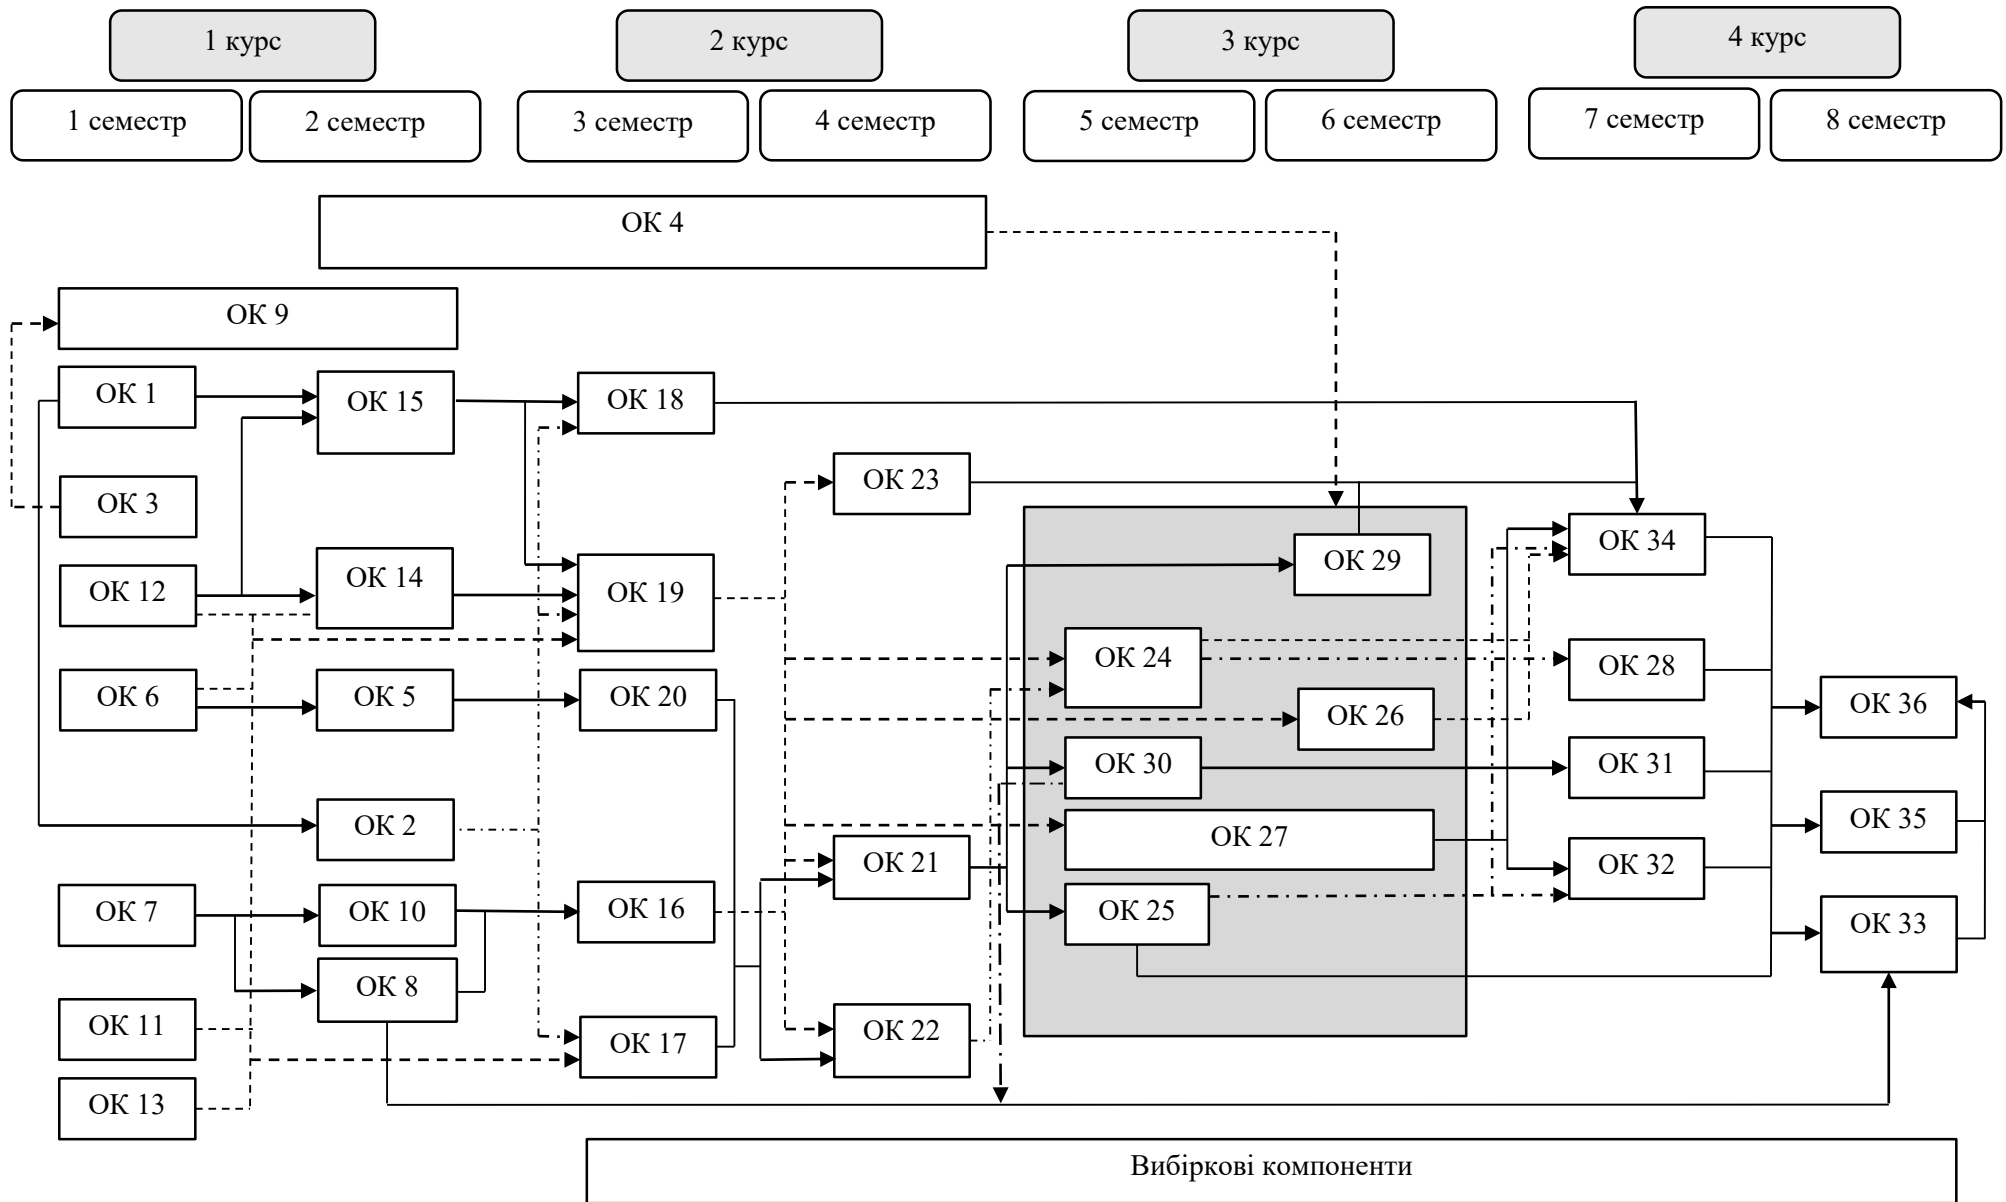 1 курс
2 курс
3 курс
4 курс
1 семестр
2 семестр
3 семестр
4 семестр
5 семестр
6 семестр
7 семестр
8 семестр
ОК 4
ОК 9
ОК 1
ОК 15
ОК 18
ОК 23
ОК 3
ОК 29
ОК 34
ОК 12
ОК 14
ОК 19
ОК 24
ОК 28
ОК 6
ОК 5
ОК 20
ОК 26
ОК 36
ОК 30
ОК 31
ОК 2
ОК 27
ОК 35
ОК 21
ОК 32
ОК 7
ОК 10
ОК 16
ОК 25
ОК 33
ОК 8
ОК 11
ОК 17
ОК 22
ОК 13
Вибіркові компоненти